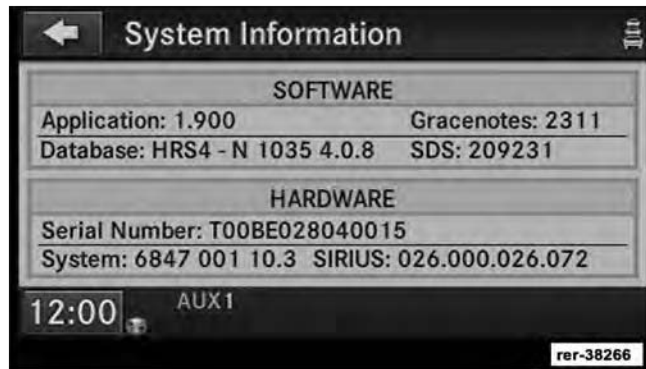 System Information
SOFTWARE
Application: 1.900 Gracenotes: 2311
Database: HRS4 - N 1035 4.0.8 SDS: 209231
HARDWARE
Serial Number: T00BE028040015
System: 6847 001 10.3 SIRIUS: 026.000.026.072
12:00 AUX1
rer-38266